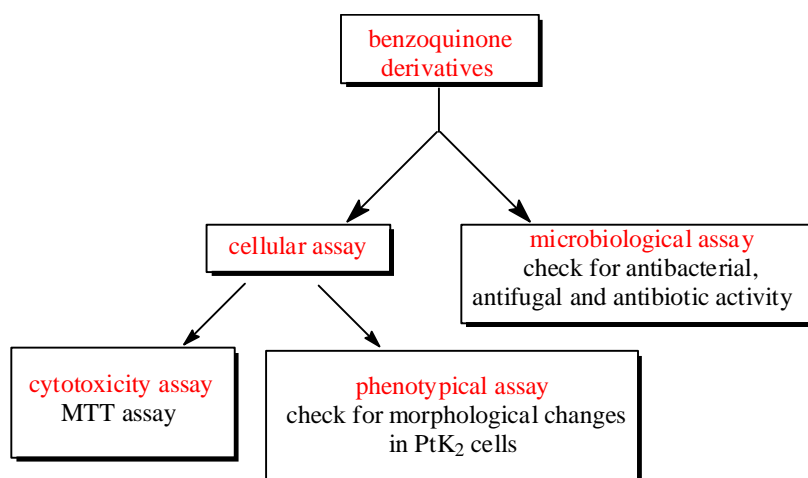 benzoquinone
derivatives
cellular assay
microbiological assay
check for antibacterial,
antifugal and antibiotic activity
cytotoxicity assay
MTT assay
phenotypical assay
check for morphological changes
in PtK₂ cells